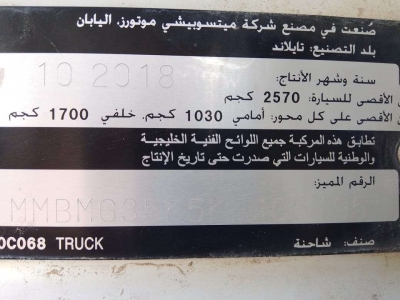 صُنعت في مصنع شركة ميتسوبيشي موتورز، اليابان
بلد التصنيع: تايلاند
سنة وشهر الأنتاج: 10 2018
الأقصى للسيارة: 2570 كجم
الأقصى على كل محور: أمامي 1030 كجم، خلفي 1700 كجم
تطابق هذه المركبة جميع اللوائح الفنية الخليجية
والوطنية للسيارات التي صدرت حتى تاريخ الإنتاج
الرقم المميز:
صنف: شاحنة 0C068 TRUCK